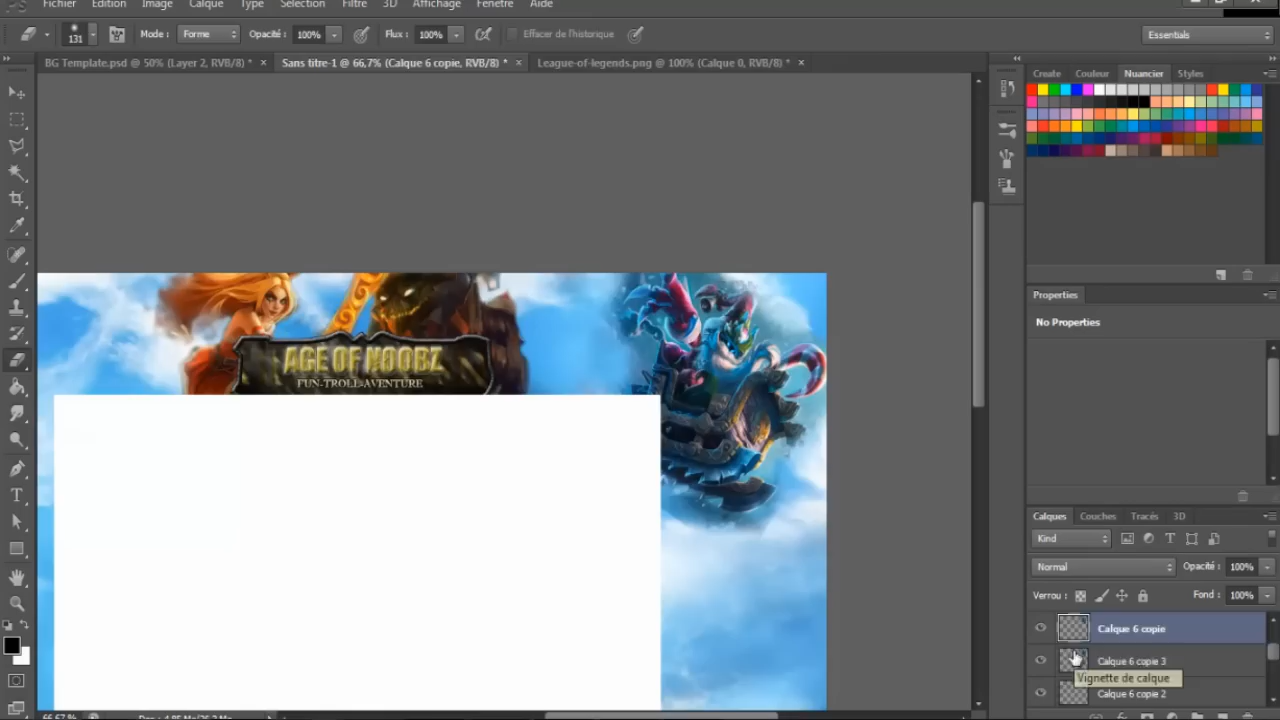 Fichier Edition Image Calque Type Sélection Filtre 3D Affichage Fenêtre Aide
131 Mode : Forme Opacité : 100% Flux : 100% Effacer de l'historique Essentials
BG Template.psd @ 50% (Layer 2, RVB/8) * × Sans titre-1 @ 66,7% (Calque 6 copie, RVB/8) * × League-of-legends.png @ 100% (Calque 0, RVB/8) * ×
Create Couleur Nuancier Styles
Properties
No Properties
AGE OF NOOBZ
FUN-TROLL-AVENTURE
Calques Couches Tracés 3D
Kind
Normal Opacité : 100%
Verrou : Fond : 100%
Calque 6 copie
Calque 6 copie 3
Vignette de calque
Calque 6 copie 2